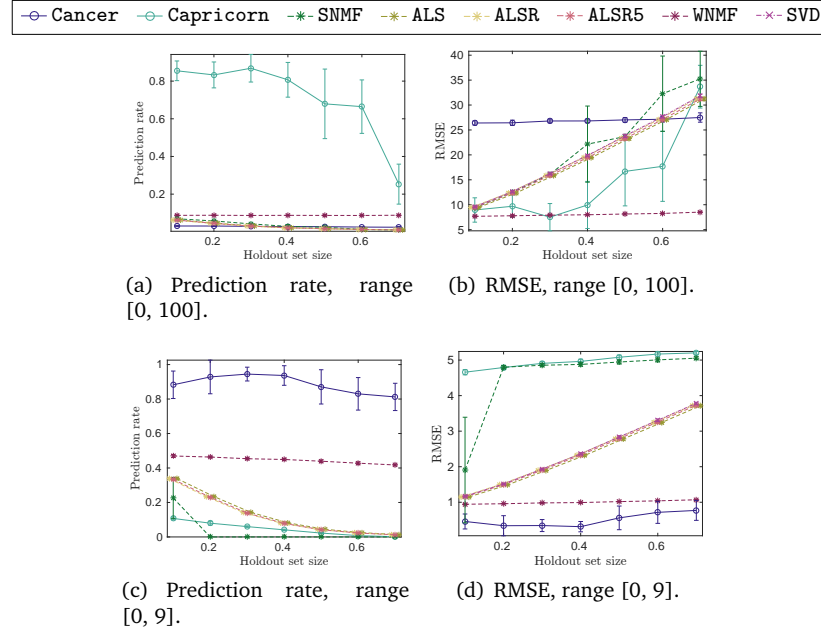 Cancer Capricorn SNMF ALS ALSR ALSR5 WNMF SVD
Prediction rate
0.8
0.6
0.4
0.2
0.2 0.4 0.6
Holdout set size
(a) Prediction rate, range
[0, 100].
RMSE
40
35
30
25
20
15
10
5
0.2 0.4 0.6
Holdout set size
(b) RMSE, range [0, 100].
Prediction rate
1
0.8
0.6
0.4
0.2
0
0.2 0.4 0.6
Holdout set size
(c) Prediction rate, range
[0, 9].
RMSE
5
4
3
2
1
0.2 0.4 0.6
Holdout set size
(d) RMSE, range [0, 9].